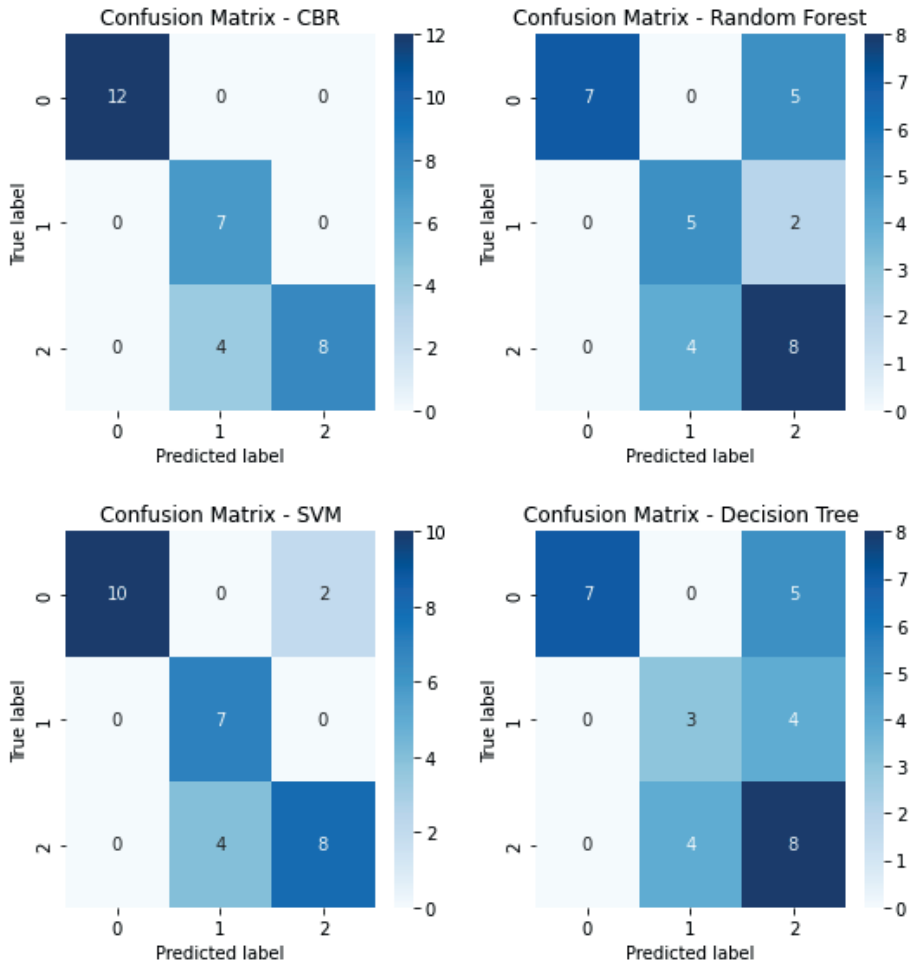 Confusion Matrix - CBR
12 0 0
0 7 0
0 4 8
0 1 2
0 1 2
True label
Predicted label
12
10
8
6
4
2
0
Confusion Matrix - Random Forest
7 0 5
0 5 2
0 4 8
0 1 2
0 1 2
True label
Predicted label
8
7
6
5
4
3
2
1
0
Confusion Matrix - SVM
10 0 2
0 7 0
0 4 8
0 1 2
0 1 2
True label
Predicted label
10
8
6
4
2
0
Confusion Matrix - Decision Tree
7 0 5
0 3 4
0 4 8
0 1 2
0 1 2
True label
Predicted label
8
7
6
5
4
3
2
1
0